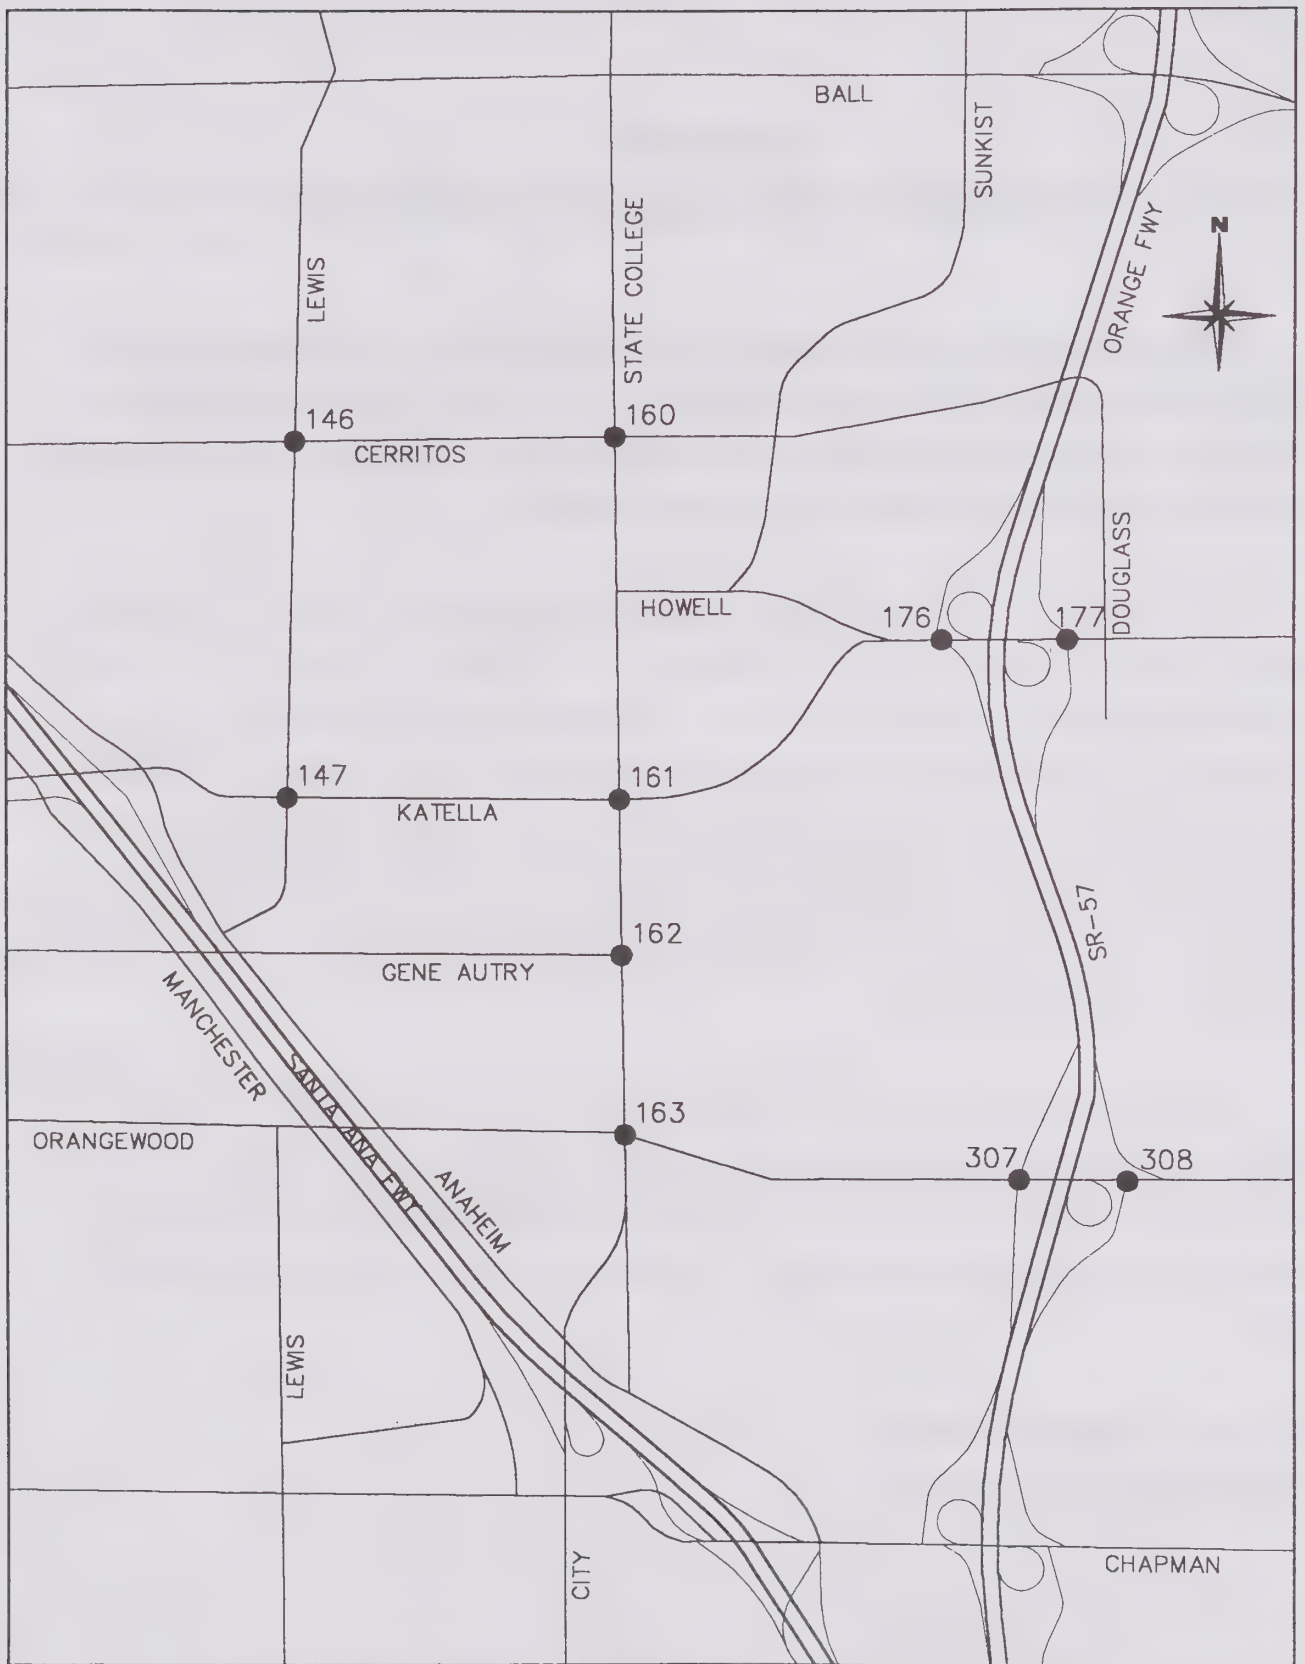 BALL
SUNKIST
N
STATE COLLEGE
ORANGE FWY
LEWIS
146
160
CERRITOS
DOUGLASS
HOWELL
176
177
147
161
KATELLA
SR-57
162
GENE AUTRY
MANCHESTER
SANTA ANA FWY
163
ORANGEWOOD
307
308
ANAHEIM
LEWIS
CITY
CHAPMAN